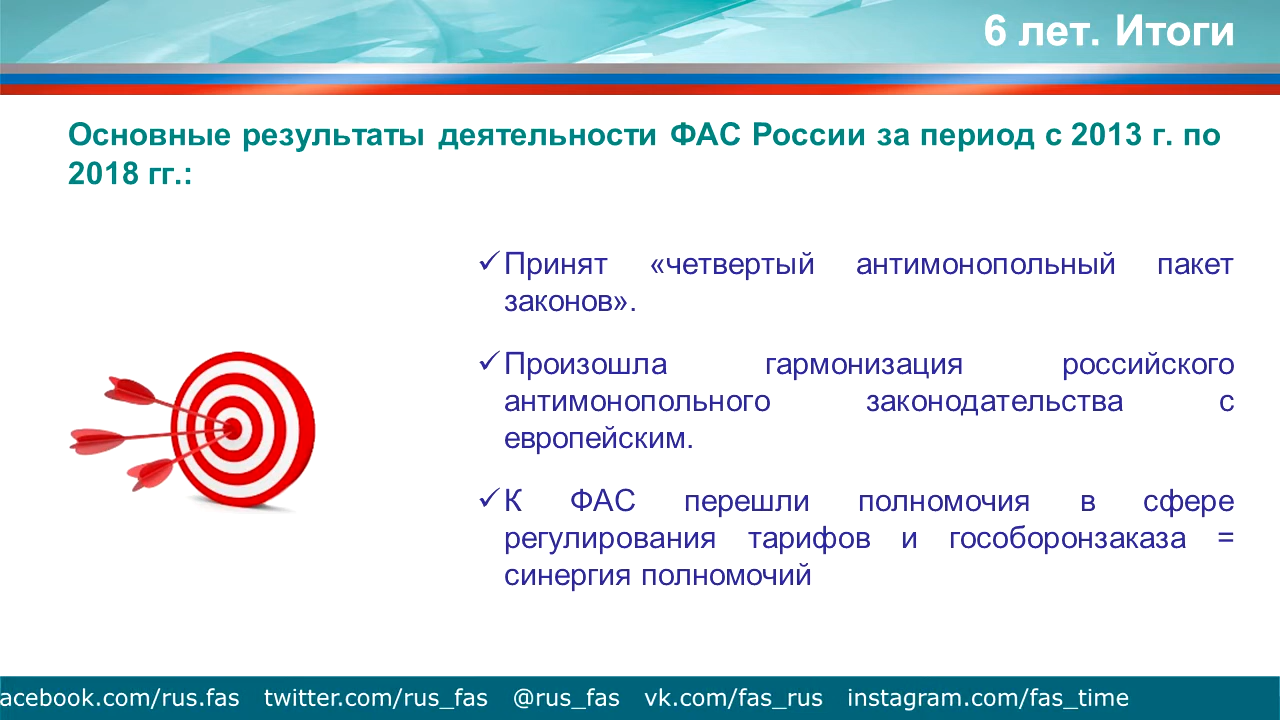 6 лет. Итоги
Основные результаты деятельности ФАС России за период с 2013 г. по
2018 гг.:
✓Принят «четвертый антимонопольный пакет
законов».
✓Произошла гармонизация российского
антимонопольного законодательства с
европейским.
✓К ФАС перешли полномочия в сфере
регулирования тарифов и гособоронзаказа =
синергия полномочий
acebook.com/rus.fas twitter.com/rus_fas @rus_fas vk.com/fas_rus instagram.com/fas_time